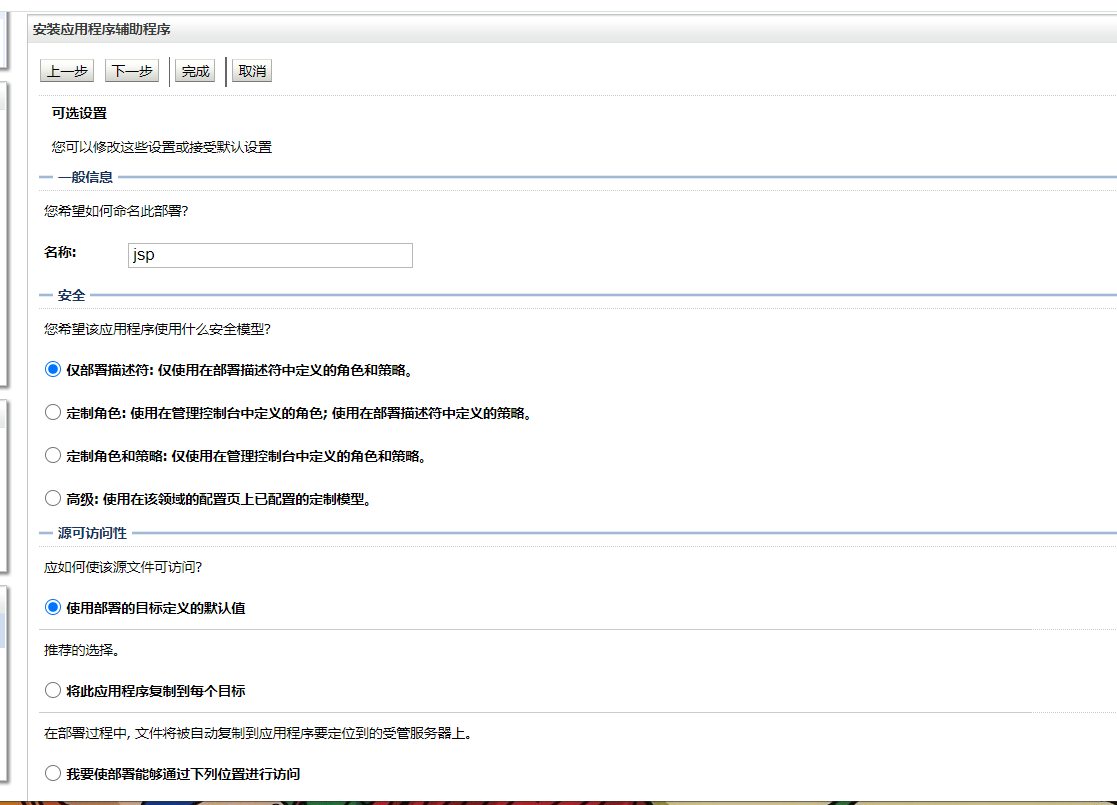 安装应用程序辅助程序
上一步 下一步 完成 取消
可选设置
您可以修改这些设置或接受默认设置
一般信息
您希望如何命名此部署?
名称: jsp
安全
您希望该应用程序使用什么安全模型?
仅部署描述符: 仅使用在部署描述符中定义的角色和策略。
定制角色: 使用在管理控制台中定义的角色; 使用在部署描述符中定义的策略。
定制角色和策略: 仅使用在管理控制台中定义的角色和策略。
高级: 使用在该领域的配置页上已配置的定制模型。
源可访问性
应如何使该源文件可访问?
使用部署的目标定义的默认值
推荐的选择。
将此应用程序复制到每个目标
在部署过程中, 文件将被自动复制到应用程序要定位到的受管服务器上。
我要使部署能够通过下列位置进行访问